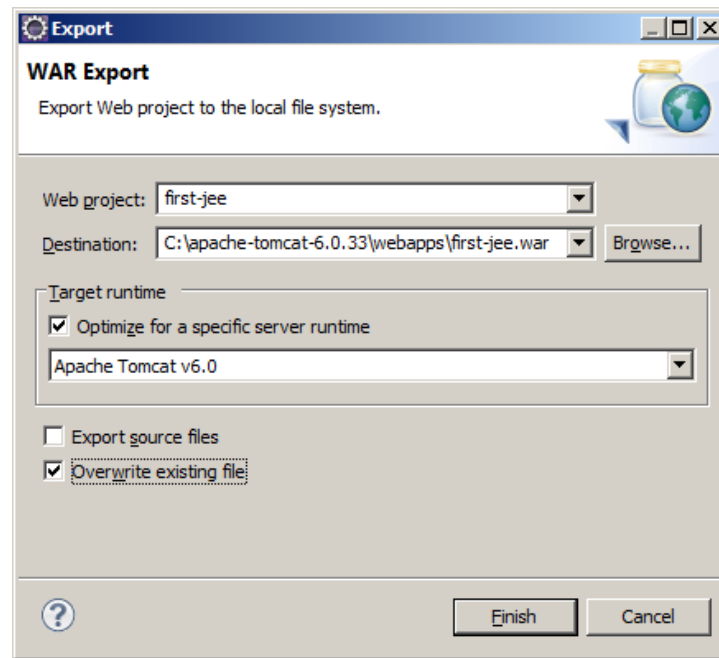 Export
WAR Export
Export Web project to the local file system.
Web project: first-jee
Destination: C:\apache-tomcat-6.0.33\webapps\first-jee.war Browse...
Target runtime
Optimize for a specific server runtime
Apache Tomcat v6.0
Export source files
Overwrite existing file
? Finish Cancel